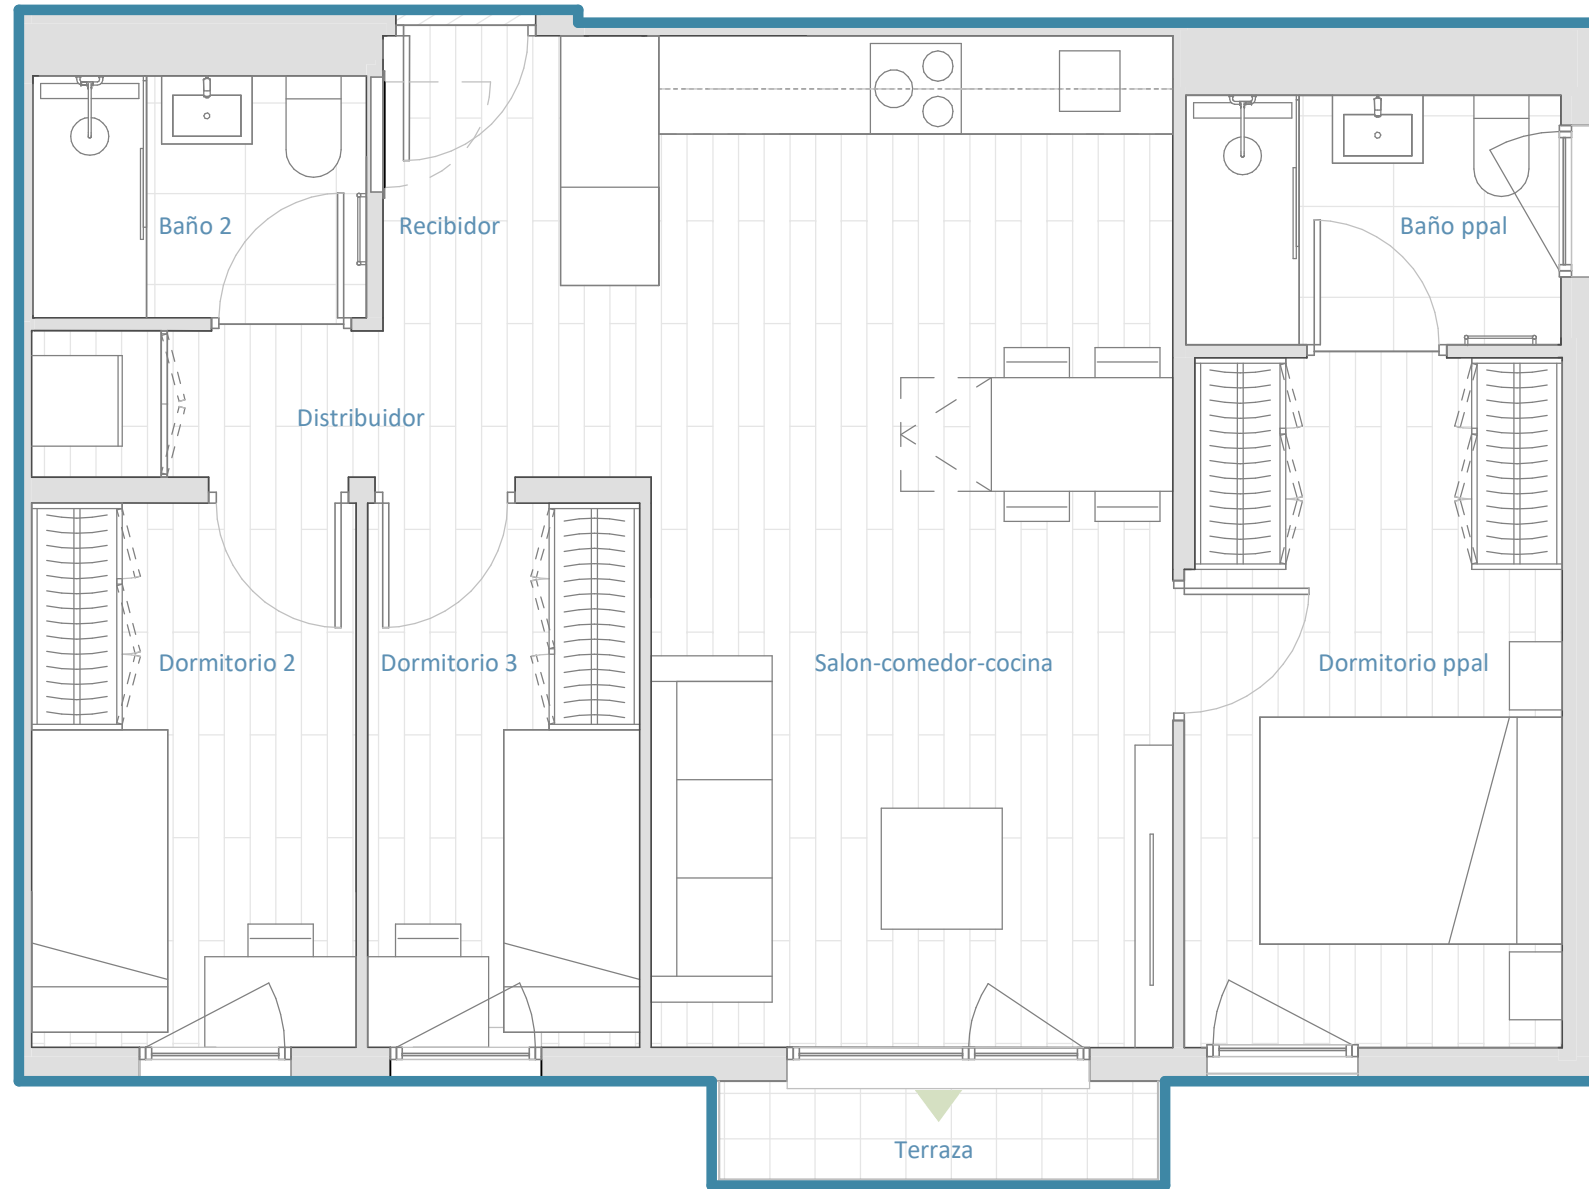 Baño 2
Recibidor
Baño ppal
Distribuidor
Dormitorio 2
Dormitorio 3
Salon-comedor-cocina
Dormitorio ppal
Terraza